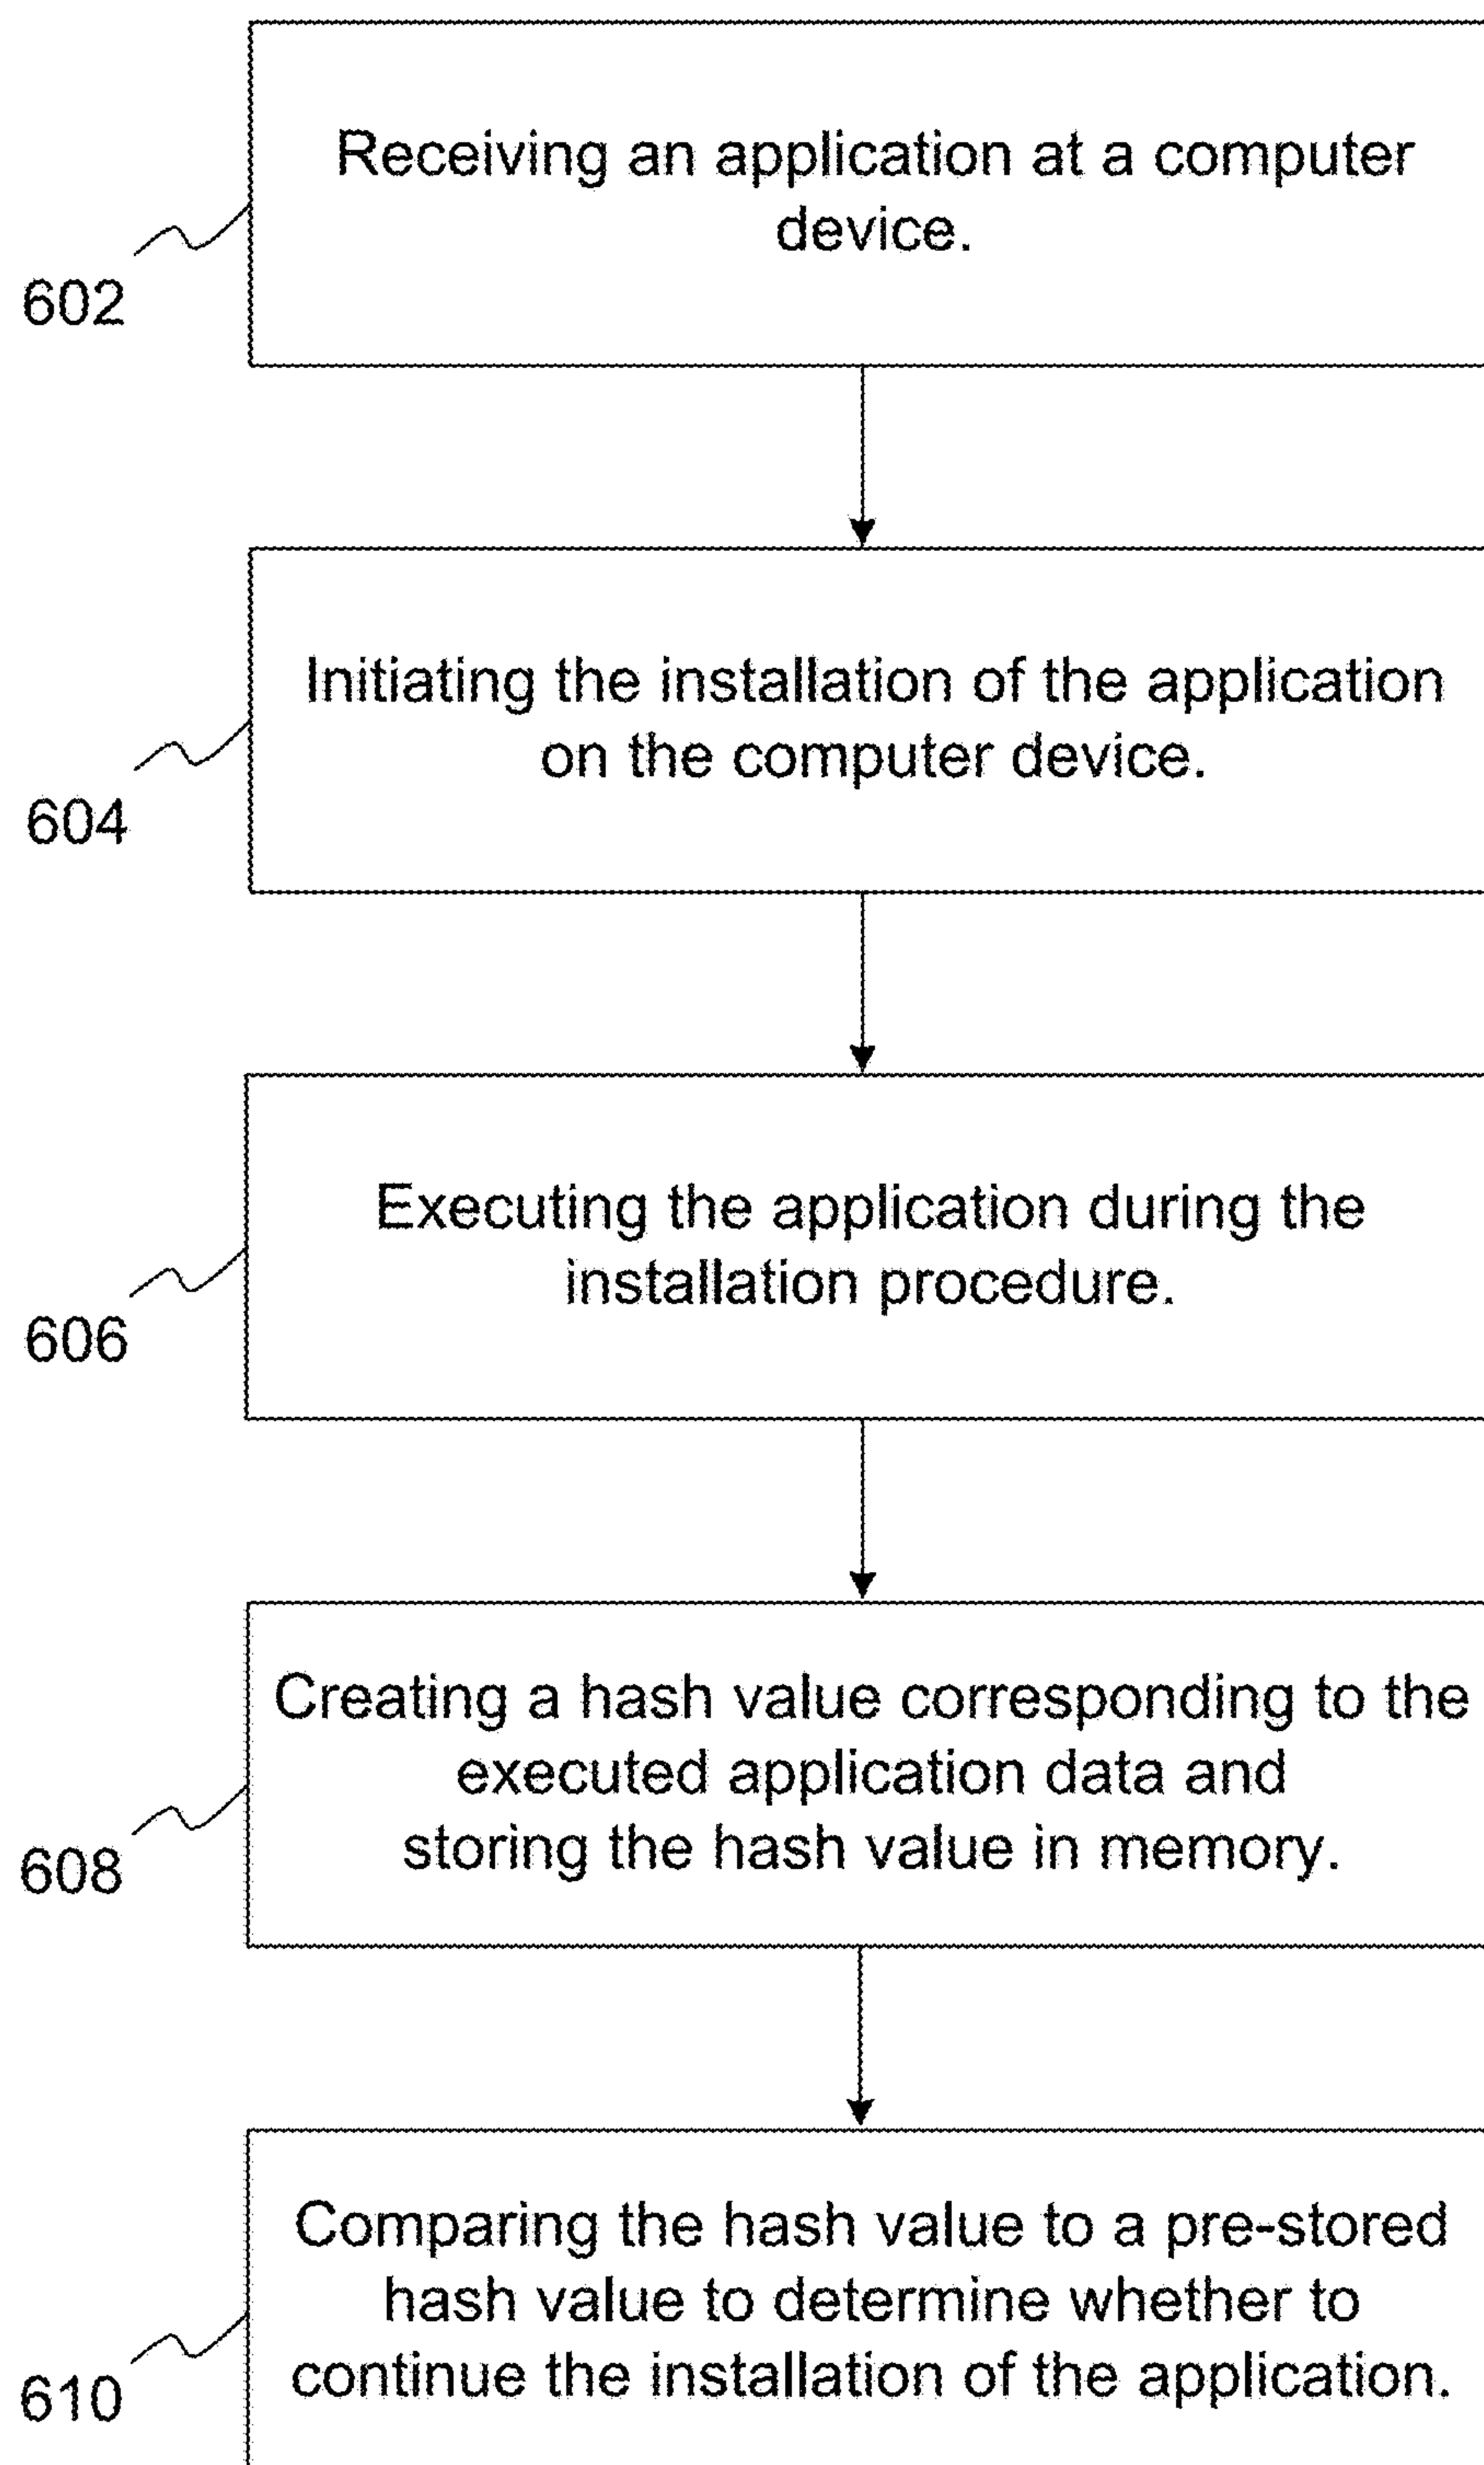 Receiving an application at a computer
device.
602
Initiating the installation of the application
on the computer device.
604
Executing the application during the
installation procedure.
606
Creating a hash value corresponding to the
executed application data and
storing the hash value in memory.
608
Comparing the hash value to a pre-stored
hash value to determine whether to
continue the installation of the application.
610